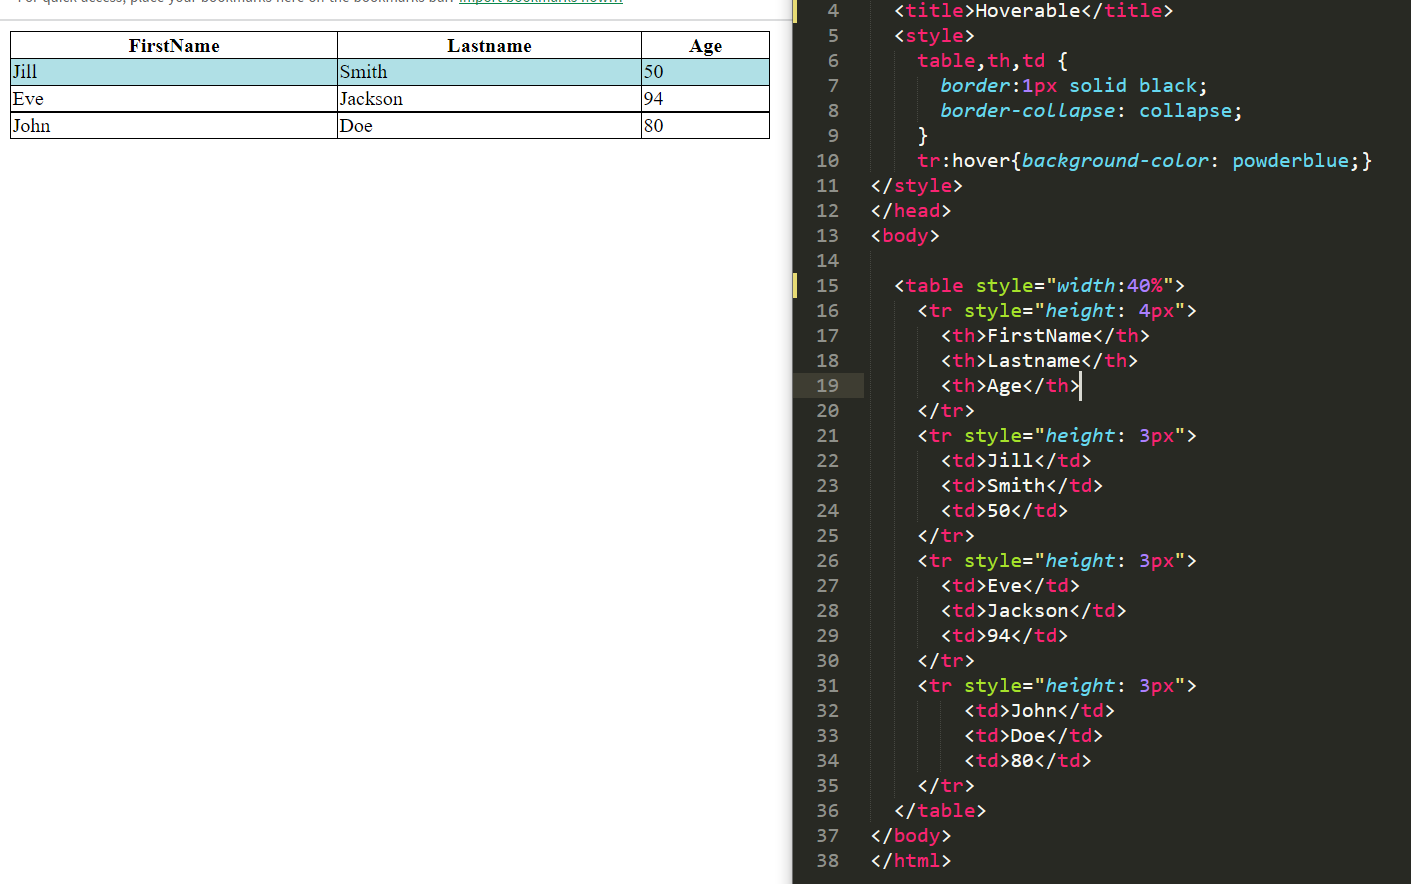 For quick access, place your bookmarks here on the bookmarks bar. Import bookmarks now...
FirstName Lastname Age
Jill Smith 50
Eve Jackson 94
John Doe 80
4 <title>Hoverable</title>
5 <style>
6 table,th,td {
7 border:1px solid black;
8 border-collapse: collapse;
9 }
10 tr:hover{background-color: powderblue;}
11 </style>
12 </head>
13 <body>
14
15 <table style="width:40%">
16 <tr style="height: 4px">
17 <th>FirstName</th>
18 <th>Lastname</th>
19 <th>Age</th>
20 </tr>
21 <tr style="height: 3px">
22 <td>Jill</td>
23 <td>Smith</td>
24 <td>50</td>
25 </tr>
26 <tr style="height: 3px">
27 <td>Eve</td>
28 <td>Jackson</td>
29 <td>94</td>
30 </tr>
31 <tr style="height: 3px">
32 <td>John</td>
33 <td>Doe</td>
34 <td>80</td>
35 </tr>
36 </table>
37 </body>
38 </html>